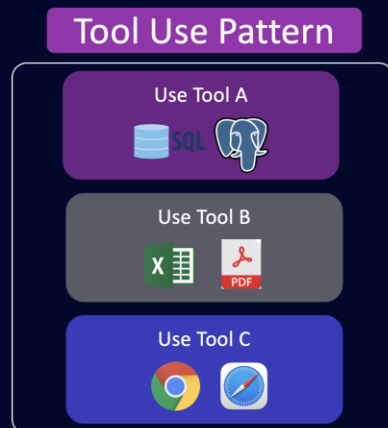 Tool Use Pattern
Use Tool A
SQL
Use Tool B
X
PDF
Use Tool C